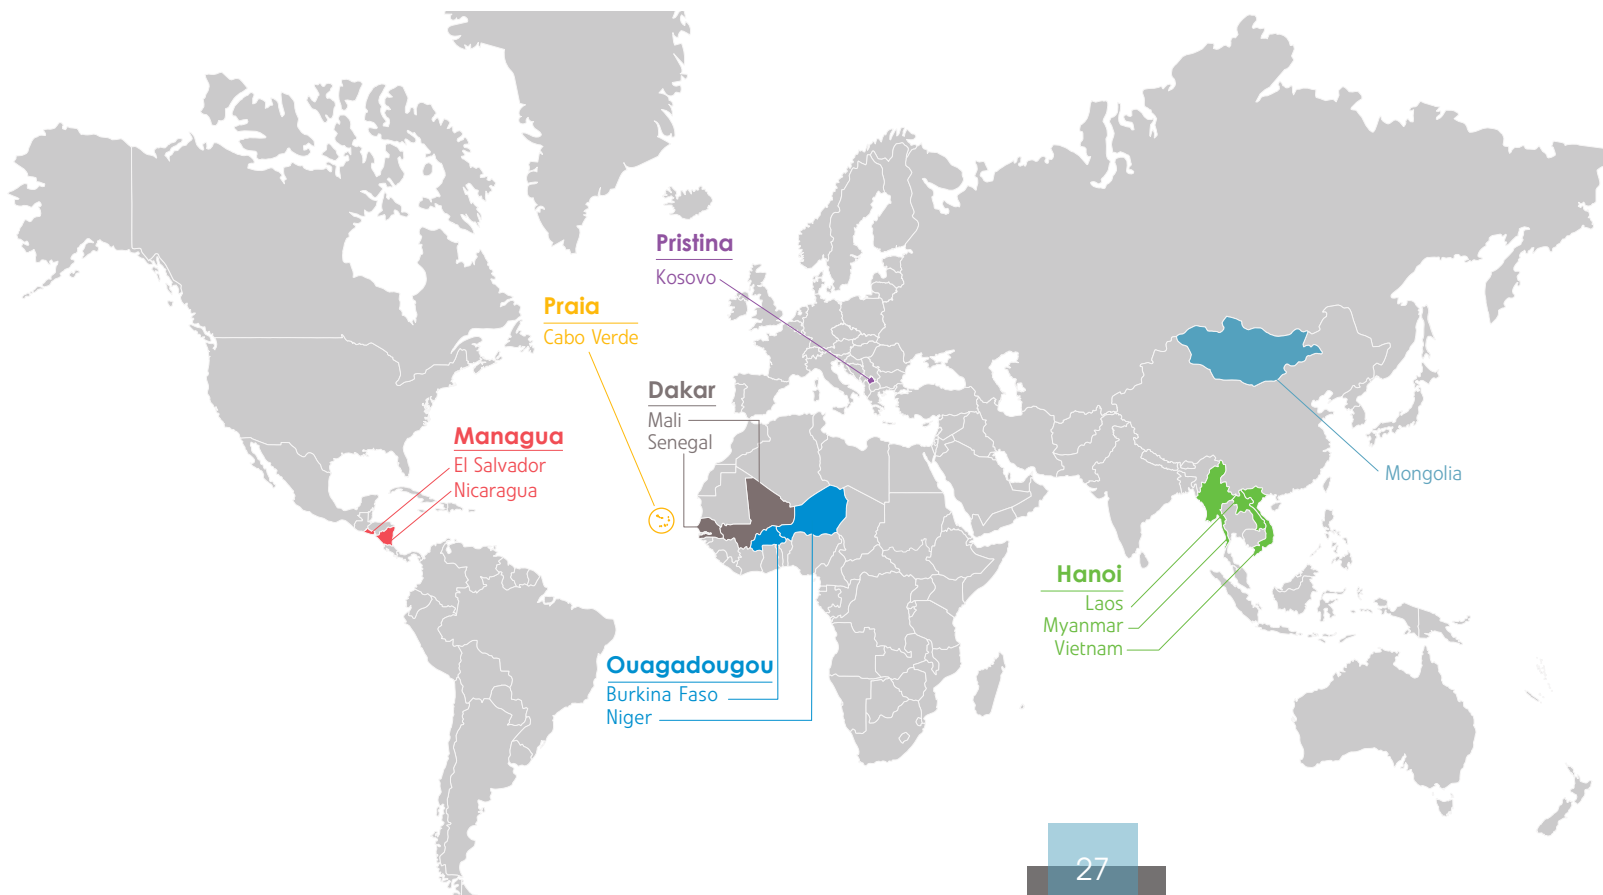 Pristina
Kosovo
Praia
Cabo Verde
Dakar
Mali
Senegal
Managua
El Salvador
Nicaragua
Mongolia
Hanoi
Laos
Myanmar
Vietnam
Ouagadougou
Burkina Faso
Niger
27